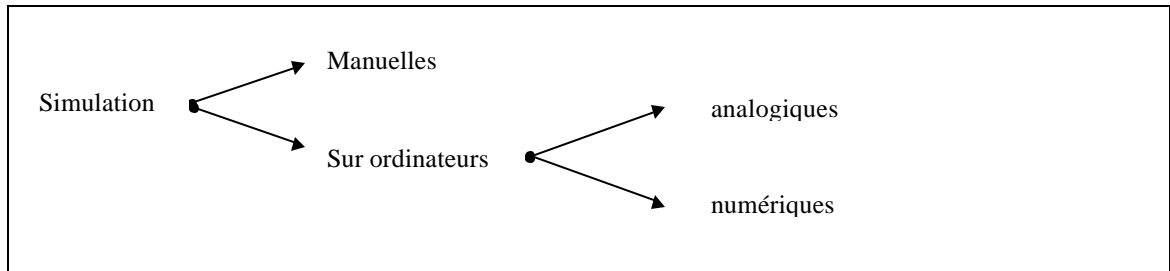 Manuelles
Simulation
analogiques
Sur ordinateurs
numériques